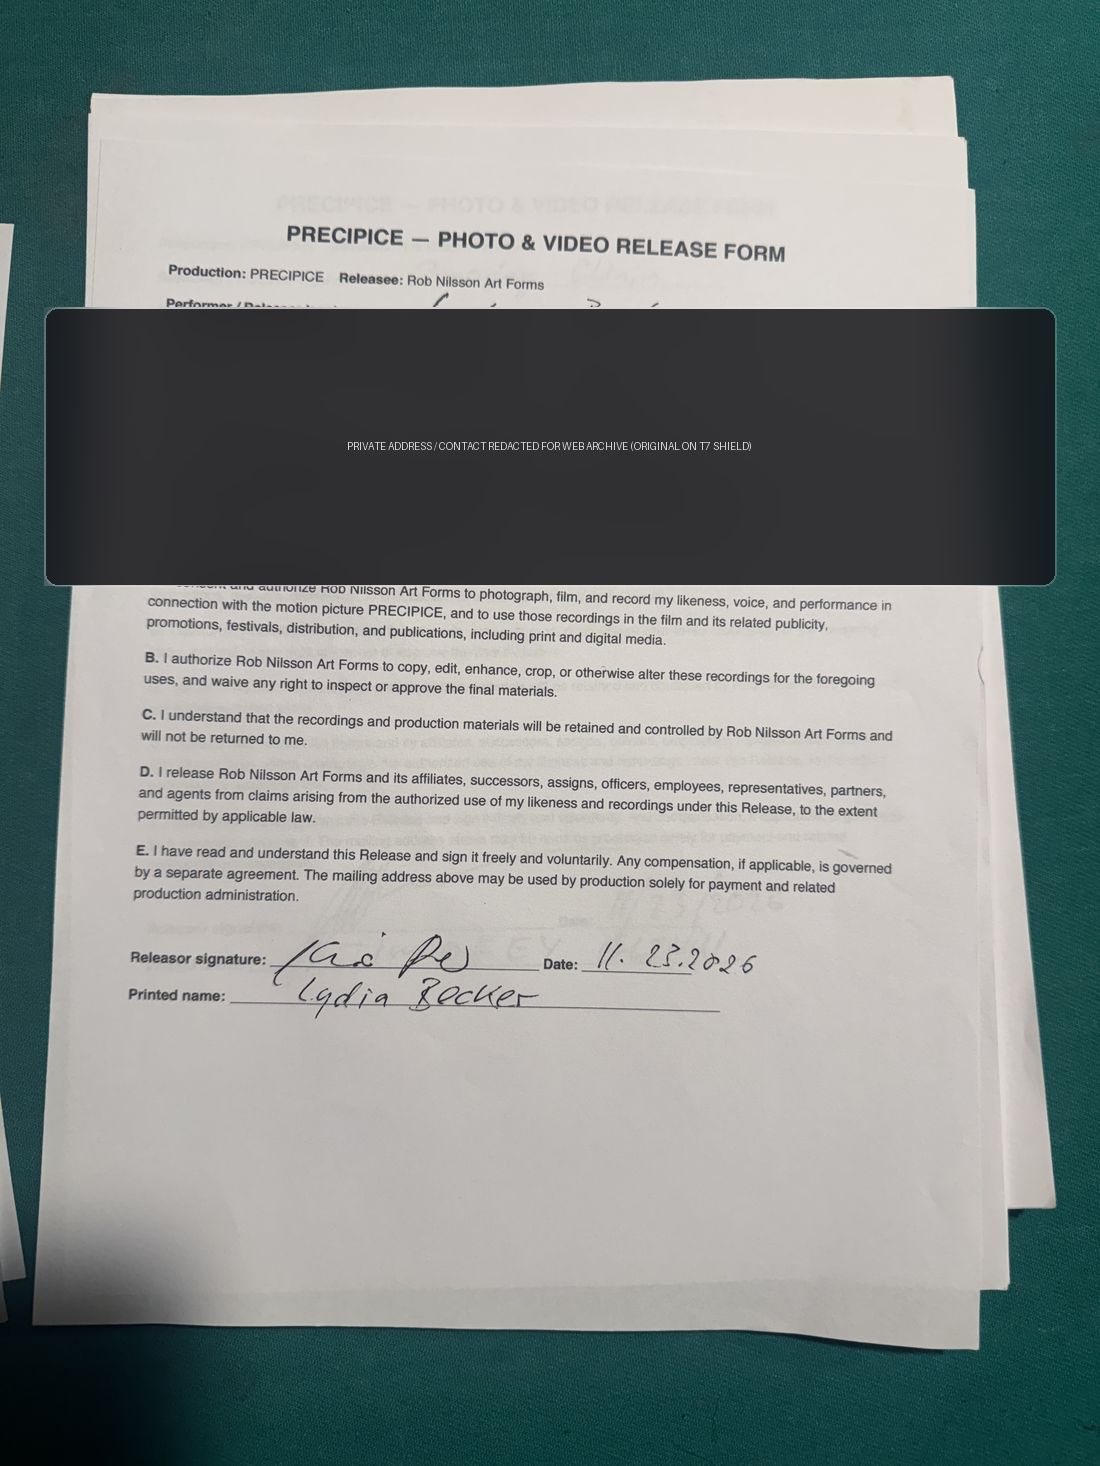 PRECIPICE — PHOTO & VIDEO RELEASE FORM
Production: PRECIPICE Releasee: Rob Nilsson Art Forms
Performer /
PRIVATE ADDRESS / CONTACT REDACTED FOR WEB ARCHIVE (ORIGINAL ON T7 SHIELD)
and authorize Rob Nilsson Art Forms to photograph, film, and record my likeness, voice, and performance in
connection with the motion picture PRECIPICE, and to use those recordings in the film and its related publicity,
promotions, festivals, distribution, and publications, including print and digital media.
B. I authorize Rob Nilsson Art Forms to copy, edit, enhance, crop, or otherwise alter these recordings for the foregoing
uses, and waive any right to inspect or approve the final materials.
C. I understand that the recordings and production materials will be retained and controlled by Rob Nilsson Art Forms and
will not be returned to me.
D. I release Rob Nilsson Art Forms and its affiliates, successors, assigns, officers, employees, representatives, partners,
and agents from claims arising from the authorized use of my likeness and recordings under this Release, to the extent
permitted by applicable law.
E. I have read and understand this Release and sign it freely and voluntarily. Any compensation, if applicable, is governed
by a separate agreement. The mailing address above may be used by production solely for payment and related
production administration.
Releasor signature: Date: 11. 23.2026
Printed name: Lydia Becker